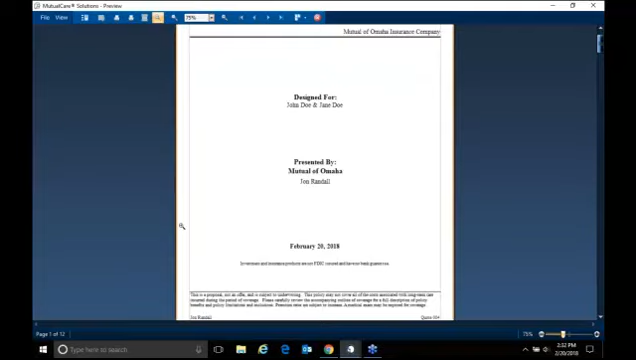 MutualCare® Solutions - Preview
File View
75%
Mutual of Omaha Insurance Company
Designed For:
John Doe & Jane Doe
Presented By:
Mutual of Omaha
Jon Randall
February 20, 2018
Investment and insurance products are not FDIC insured and have no bank guarantee.
This is a proposal, not an offer, and is subject to underwriting. This policy may not cover all of the costs associated with long-term care
incurred during the period of coverage. Please carefully review the accompanying outline of coverage for a full description of policy
benefits and policy limitations and exclusions. Premium rates are subject to increase. A medical exam may be required for coverage.
Jon Randall
Page 1 of 12
75%
Type here to search
2:32 PM
2/20/2018